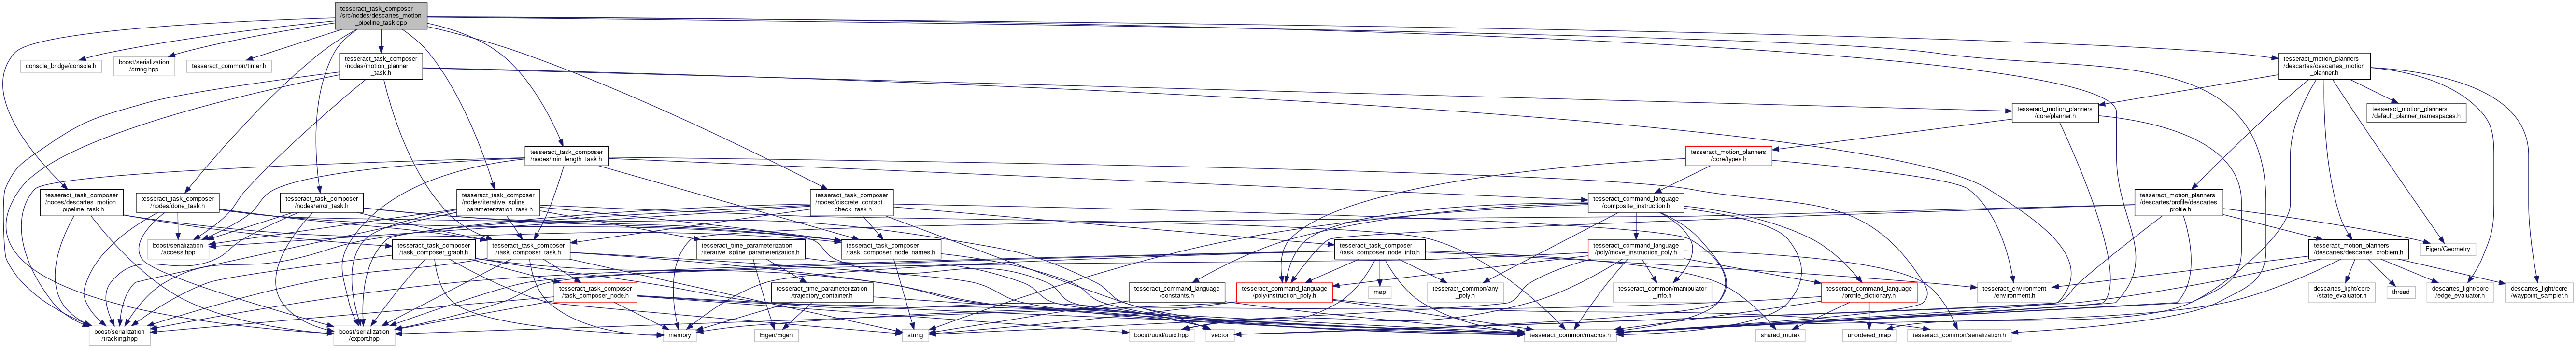 tesseract_task_composer
/src/nodes/descartes_motion
_pipeline_task.cpp
console_bridge/console.h
boost/serialization
/string.hpp
tesseract_common/timer.h
tesseract_task_composer
/nodes/motion_planner
_task.h
tesseract_motion_planners
/descartes/descartes_motion
_planner.h
tesseract_motion_planners
/core/planner.h
tesseract_motion_planners
/default_planner_namespaces.h
tesseract_task_composer
/nodes/min_length_task.h
tesseract_motion_planners
/core/types.h
tesseract_task_composer
/nodes/descartes_motion
_pipeline_task.h
tesseract_task_composer
/nodes/done_task.h
tesseract_task_composer
/nodes/error_task.h
tesseract_task_composer
/nodes/iterative_spline
_parameterization_task.h
tesseract_task_composer
/nodes/discrete_contact
_check_task.h
tesseract_command_language
/composite_instruction.h
tesseract_motion_planners
/descartes/profile/descartes
_profile.h
boost/serialization
/access.hpp
tesseract_task_composer
/task_composer_graph.h
tesseract_task_composer
/task_composer_task.h
tesseract_time_parameterization
/iterative_spline_parameterization.h
tesseract_task_composer
/task_composer_node_names.h
tesseract_task_composer
/task_composer_node_info.h
tesseract_command_language
/poly/move_instruction_poly.h
tesseract_motion_planners
/descartes/descartes_problem.h
Eigen/Geometry
tesseract_task_composer
/task_composer_node.h
tesseract_time_parameterization
/trajectory_container.h
tesseract_command_language
/constants.h
tesseract_command_language
/poly/instruction_poly.h
map
tesseract_common/any
_poly.h
tesseract_common/manipulator
_info.h
tesseract_command_language
/profile_dictionary.h
tesseract_environment
/environment.h
descartes_light/core
/state_evaluator.h
thread
descartes_light/core
/edge_evaluator.h
descartes_light/core
/waypoint_sampler.h
boost/serialization
/tracking.hpp
boost/serialization
/export.hpp
memory
Eigen/Eigen
string
boost/uuid/uuid.hpp
vector
tesseract_common/macros.h
shared_mutex
unordered_map
tesseract_common/serialization.h